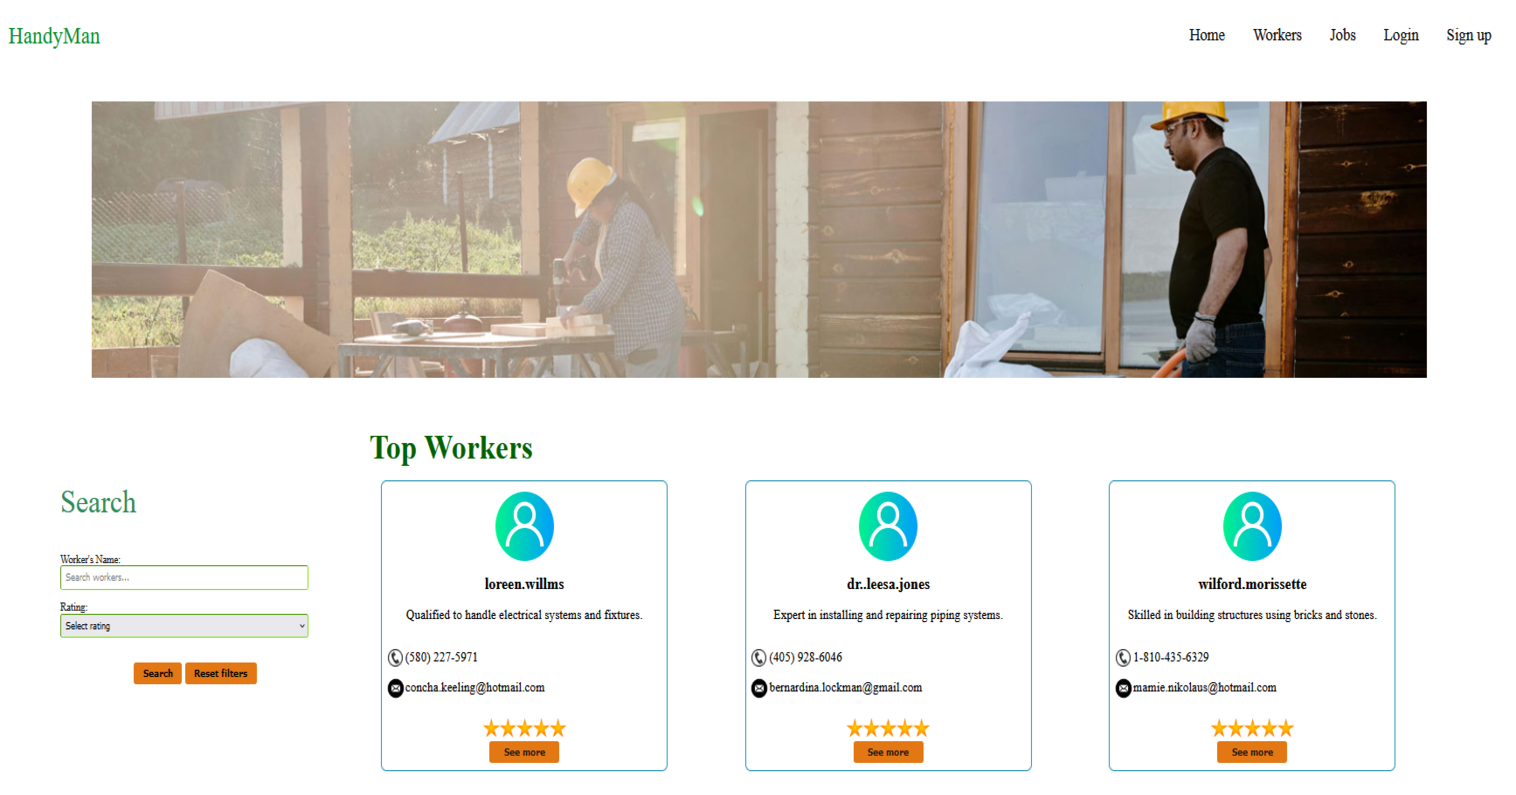 HandyMan
Home Workers Jobs Login Sign up
Top Workers
Search
Worker's Name:
Search workers...
Rating:
Select rating
Search Reset filters
loreen.willms
Qualified to handle electrical systems and fixtures.
(580) 227-5971
concha.keeling@hotmail.com
See more
dr..leesa.jones
Expert in installing and repairing piping systems.
(405) 928-6046
bernardina.lockman@gmail.com
See more
wilford.morissette
Skilled in building structures using bricks and stones.
1-810-435-6329
mamie.nikolaus@hotmail.com
See more